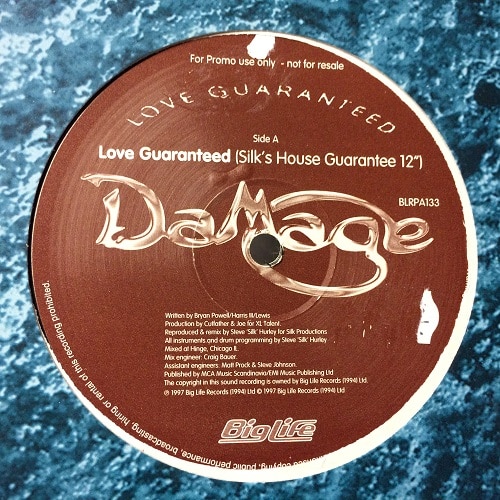 For Promo use only - not for resale
LOVE GUARANTEED
Side A
Love Guaranteed (Silk's House Guarantee 12")
BLRPA133
Damage
Written by Bryan Powell/Harris III/Lewis
Production by Cutfather & Joe for XL Talent.
Reproduced & remix by Steve 'Silk' Hurley for Silk Productions
All instruments and drum programming by Steve 'Silk' Hurley
Mixed at Hinge, Chicago Il.
Mix engineer: Craig Bauer.
Assistant engineers: Matt Prock & Steve Johnson.
Published by MCA Music Scandinavia/EMI Music Publishing Ltd
The copyright in this sound recording is owned by Big Life Records (1994) Ltd.
℗ 1997 Big Life Records (1994) Ltd © 1997 Big Life Records (1994) Ltd.
Big Life
copying, public performance, broadcasting, hiring or rental of this recording prohibited.